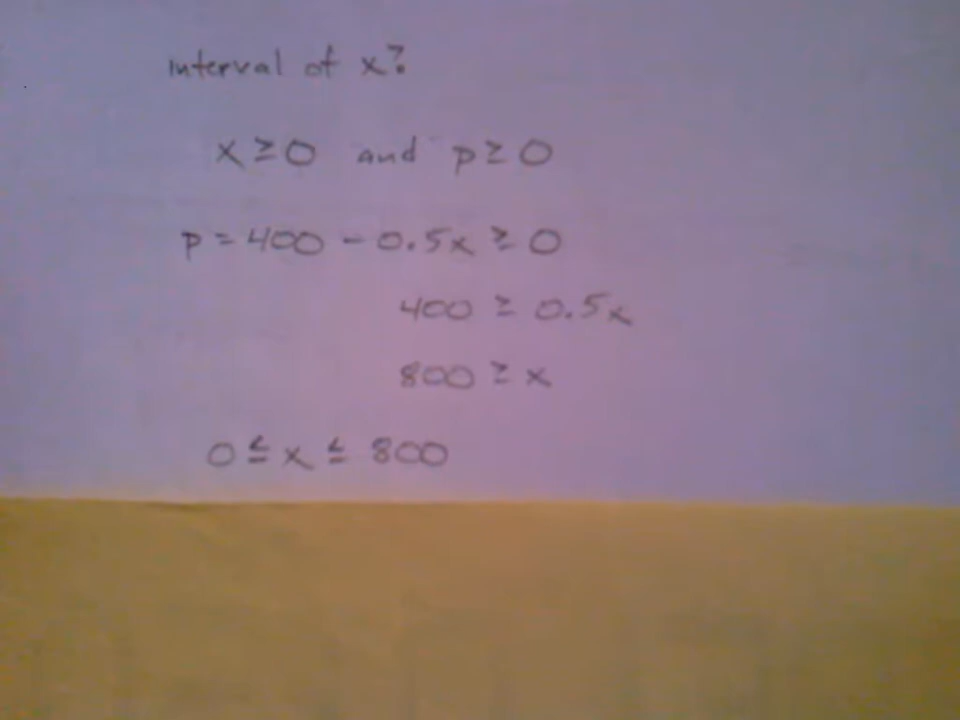 interval of x?
x ≥ 0 and p ≥ 0
p = 400 - 0.5x ≥ 0
400 ≥ 0.5x
800 ≥ x
0 ≤ x ≤ 800